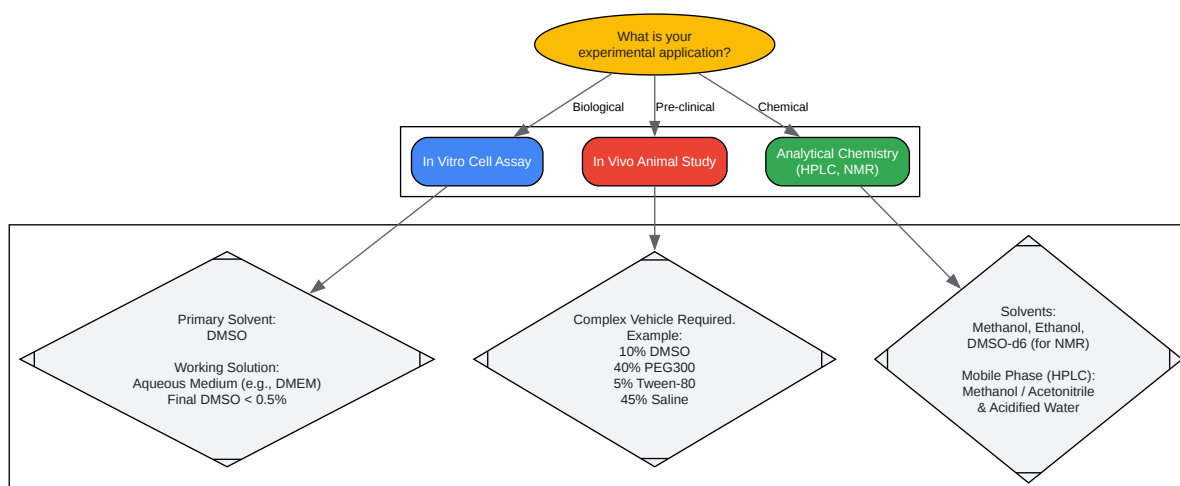 What is your
experimental application?
Biological
Pre-clinical
Chemical
In Vitro Cell Assay
In Vivo Animal Study
Analytical Chemistry
(HPLC, NMR)
Primary Solvent:
DMSO
Working Solution:
Aqueous Medium (e.g., DMEM)
Final DMSO < 0.5%
Complex Vehicle Required.
Example:
10% DMSO
40% PEG300
5% Tween-80
45% Saline
Solvents:
Methanol, Ethanol,
DMSO-d6 (for NMR)
Mobile Phase (HPLC):
Methanol / Acetonitrile
& Acidified Water